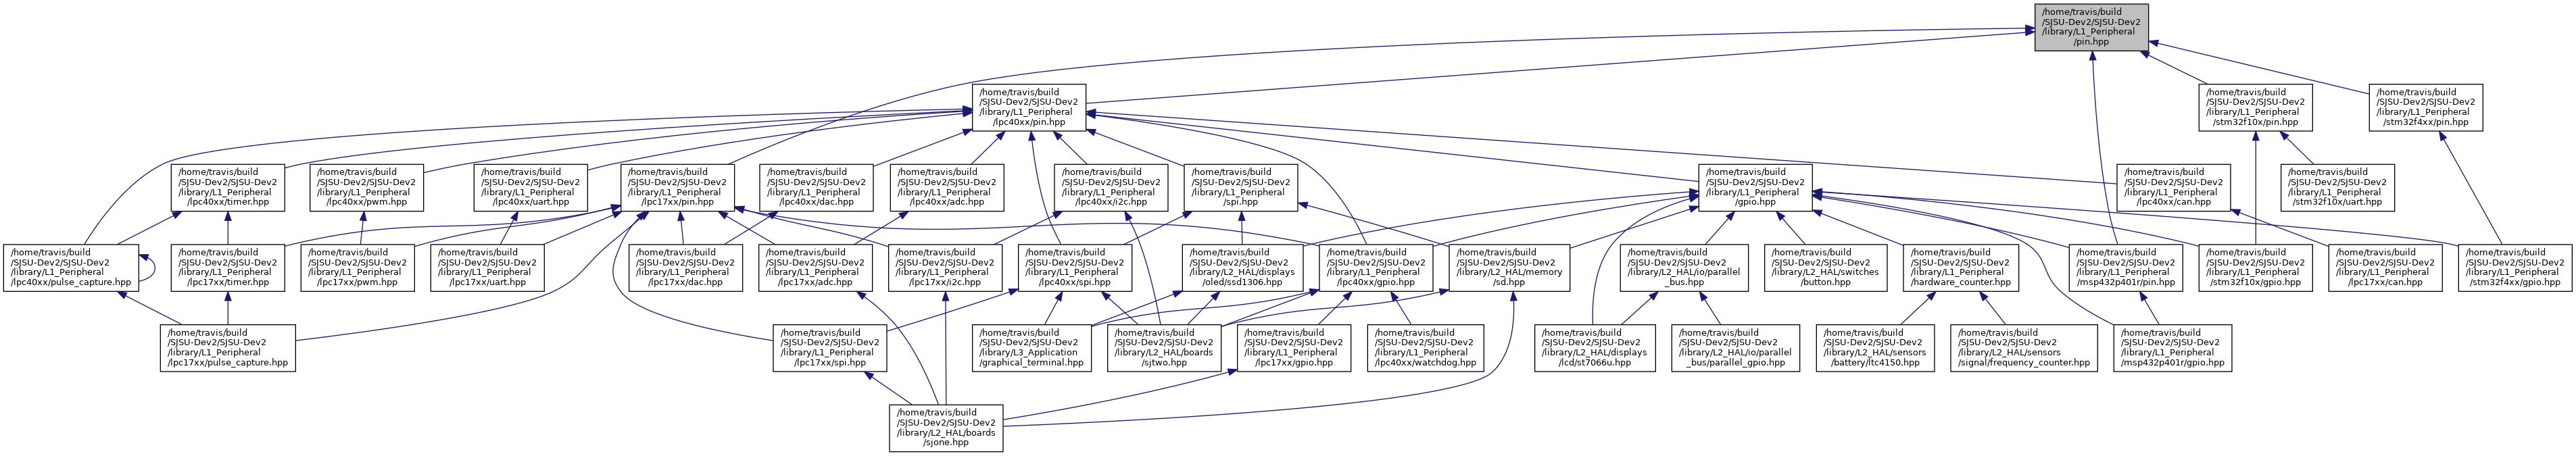 /home/travis/build
/SJSU-Dev2/SJSU-Dev2
/library/L1_Peripheral
/pin.hpp
/home/travis/build
/SJSU-Dev2/SJSU-Dev2
/library/L1_Peripheral
/lpc40xx/pin.hpp
/home/travis/build
/SJSU-Dev2/SJSU-Dev2
/library/L1_Peripheral
/stm32f10x/pin.hpp
/home/travis/build
/SJSU-Dev2/SJSU-Dev2
/library/L1_Peripheral
/stm32f4xx/pin.hpp
/home/travis/build
/SJSU-Dev2/SJSU-Dev2
/library/L1_Peripheral
/lpc40xx/timer.hpp
/home/travis/build
/SJSU-Dev2/SJSU-Dev2
/library/L1_Peripheral
/lpc40xx/pwm.hpp
/home/travis/build
/SJSU-Dev2/SJSU-Dev2
/library/L1_Peripheral
/lpc40xx/uart.hpp
/home/travis/build
/SJSU-Dev2/SJSU-Dev2
/library/L1_Peripheral
/lpc17xx/pin.hpp
/home/travis/build
/SJSU-Dev2/SJSU-Dev2
/library/L1_Peripheral
/lpc40xx/dac.hpp
/home/travis/build
/SJSU-Dev2/SJSU-Dev2
/library/L1_Peripheral
/lpc40xx/adc.hpp
/home/travis/build
/SJSU-Dev2/SJSU-Dev2
/library/L1_Peripheral
/lpc40xx/i2c.hpp
/home/travis/build
/SJSU-Dev2/SJSU-Dev2
/library/L1_Peripheral
/spi.hpp
/home/travis/build
/SJSU-Dev2/SJSU-Dev2
/library/L1_Peripheral
/gpio.hpp
/home/travis/build
/SJSU-Dev2/SJSU-Dev2
/library/L1_Peripheral
/lpc40xx/can.hpp
/home/travis/build
/SJSU-Dev2/SJSU-Dev2
/library/L1_Peripheral
/stm32f10x/uart.hpp
/home/travis/build
/SJSU-Dev2/SJSU-Dev2
/library/L1_Peripheral
/lpc40xx/pulse_capture.hpp
/home/travis/build
/SJSU-Dev2/SJSU-Dev2
/library/L1_Peripheral
/lpc17xx/timer.hpp
/home/travis/build
/SJSU-Dev2/SJSU-Dev2
/library/L1_Peripheral
/lpc17xx/pwm.hpp
/home/travis/build
/SJSU-Dev2/SJSU-Dev2
/library/L1_Peripheral
/lpc17xx/uart.hpp
/home/travis/build
/SJSU-Dev2/SJSU-Dev2
/library/L1_Peripheral
/lpc17xx/dac.hpp
/home/travis/build
/SJSU-Dev2/SJSU-Dev2
/library/L1_Peripheral
/lpc17xx/adc.hpp
/home/travis/build
/SJSU-Dev2/SJSU-Dev2
/library/L1_Peripheral
/lpc17xx/i2c.hpp
/home/travis/build
/SJSU-Dev2/SJSU-Dev2
/library/L1_Peripheral
/lpc40xx/spi.hpp
/home/travis/build
/SJSU-Dev2/SJSU-Dev2
/library/L2_HAL/displays
/oled/ssd1306.hpp
/home/travis/build
/SJSU-Dev2/SJSU-Dev2
/library/L1_Peripheral
/lpc40xx/gpio.hpp
/home/travis/build
/SJSU-Dev2/SJSU-Dev2
/library/L2_HAL/memory
/sd.hpp
/home/travis/build
/SJSU-Dev2/SJSU-Dev2
/library/L2_HAL/io/parallel
_bus.hpp
/home/travis/build
/SJSU-Dev2/SJSU-Dev2
/library/L2_HAL/switches
/button.hpp
/home/travis/build
/SJSU-Dev2/SJSU-Dev2
/library/L1_Peripheral
/hardware_counter.hpp
/home/travis/build
/SJSU-Dev2/SJSU-Dev2
/library/L1_Peripheral
/msp432p401r/pin.hpp
/home/travis/build
/SJSU-Dev2/SJSU-Dev2
/library/L1_Peripheral
/stm32f10x/gpio.hpp
/home/travis/build
/SJSU-Dev2/SJSU-Dev2
/library/L1_Peripheral
/lpc17xx/can.hpp
/home/travis/build
/SJSU-Dev2/SJSU-Dev2
/library/L1_Peripheral
/stm32f4xx/gpio.hpp
/home/travis/build
/SJSU-Dev2/SJSU-Dev2
/library/L1_Peripheral
/lpc17xx/pulse_capture.hpp
/home/travis/build
/SJSU-Dev2/SJSU-Dev2
/library/L1_Peripheral
/lpc17xx/spi.hpp
/home/travis/build
/SJSU-Dev2/SJSU-Dev2
/library/L3_Application
/graphical_terminal.hpp
/home/travis/build
/SJSU-Dev2/SJSU-Dev2
/library/L2_HAL/boards
/sjtwo.hpp
/home/travis/build
/SJSU-Dev2/SJSU-Dev2
/library/L1_Peripheral
/lpc17xx/gpio.hpp
/home/travis/build
/SJSU-Dev2/SJSU-Dev2
/library/L1_Peripheral
/lpc40xx/watchdog.hpp
/home/travis/build
/SJSU-Dev2/SJSU-Dev2
/library/L2_HAL/displays
/lcd/st7066u.hpp
/home/travis/build
/SJSU-Dev2/SJSU-Dev2
/library/L2_HAL/io/parallel
_bus/parallel_gpio.hpp
/home/travis/build
/SJSU-Dev2/SJSU-Dev2
/library/L2_HAL/sensors
/battery/ltc4150.hpp
/home/travis/build
/SJSU-Dev2/SJSU-Dev2
/library/L2_HAL/sensors
/signal/frequency_counter.hpp
/home/travis/build
/SJSU-Dev2/SJSU-Dev2
/library/L1_Peripheral
/msp432p401r/gpio.hpp
/home/travis/build
/SJSU-Dev2/SJSU-Dev2
/library/L2_HAL/boards
/sjone.hpp